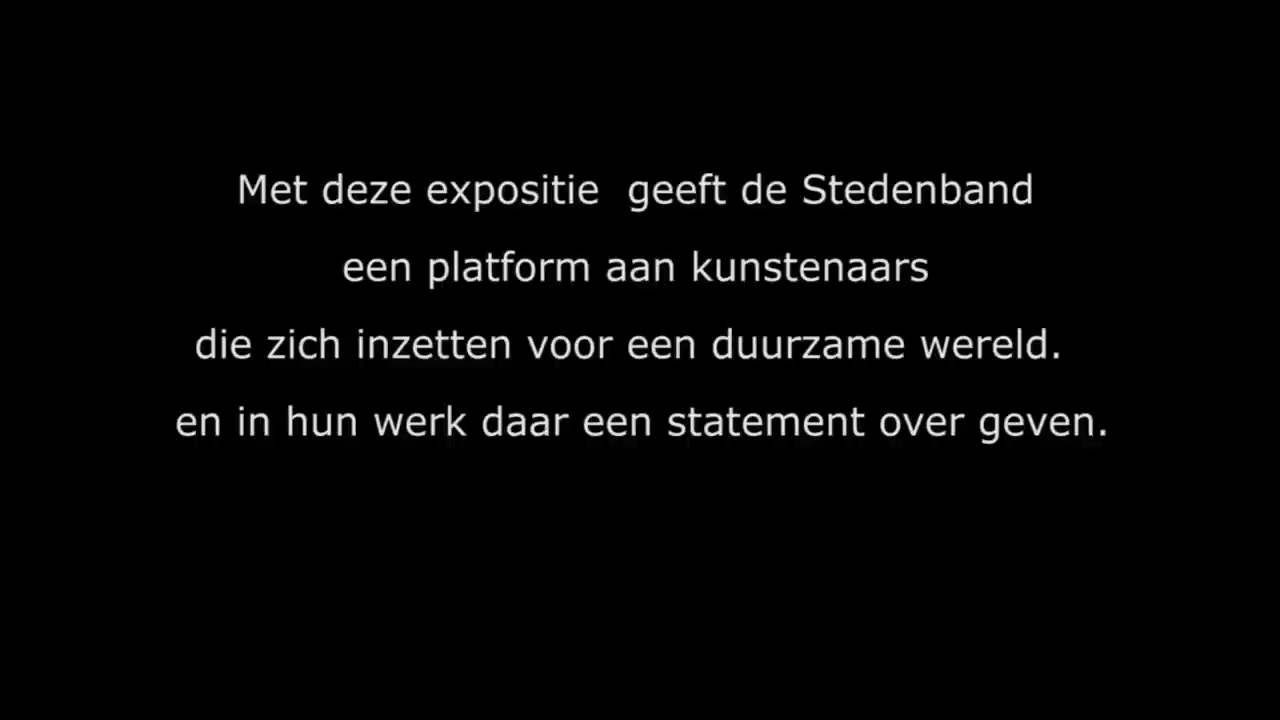 Met deze expositie  geeft de Stedenband
een platform aan kunstenaars
die zich inzetten voor een duurzame wereld.
en in hun werk daar een statement over geven.